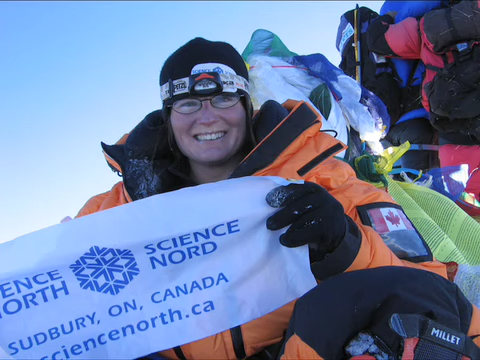 SCIENCE NORTH
SCIENCE NORD
SUDBURY, ON, CANADA
sciencenorth.ca
MILLET